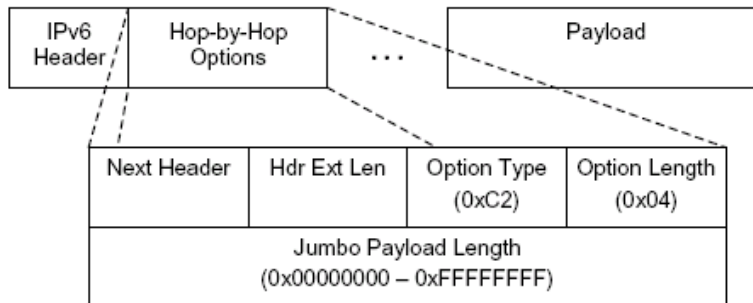 IPv6 Header
Hop-by-Hop Options
...
Payload
Next Header
Hdr Ext Len
Option Type (0xC2)
Option Length (0x04)
Jumbo Payload Length
(0x00000000 – 0xFFFFFFFF)